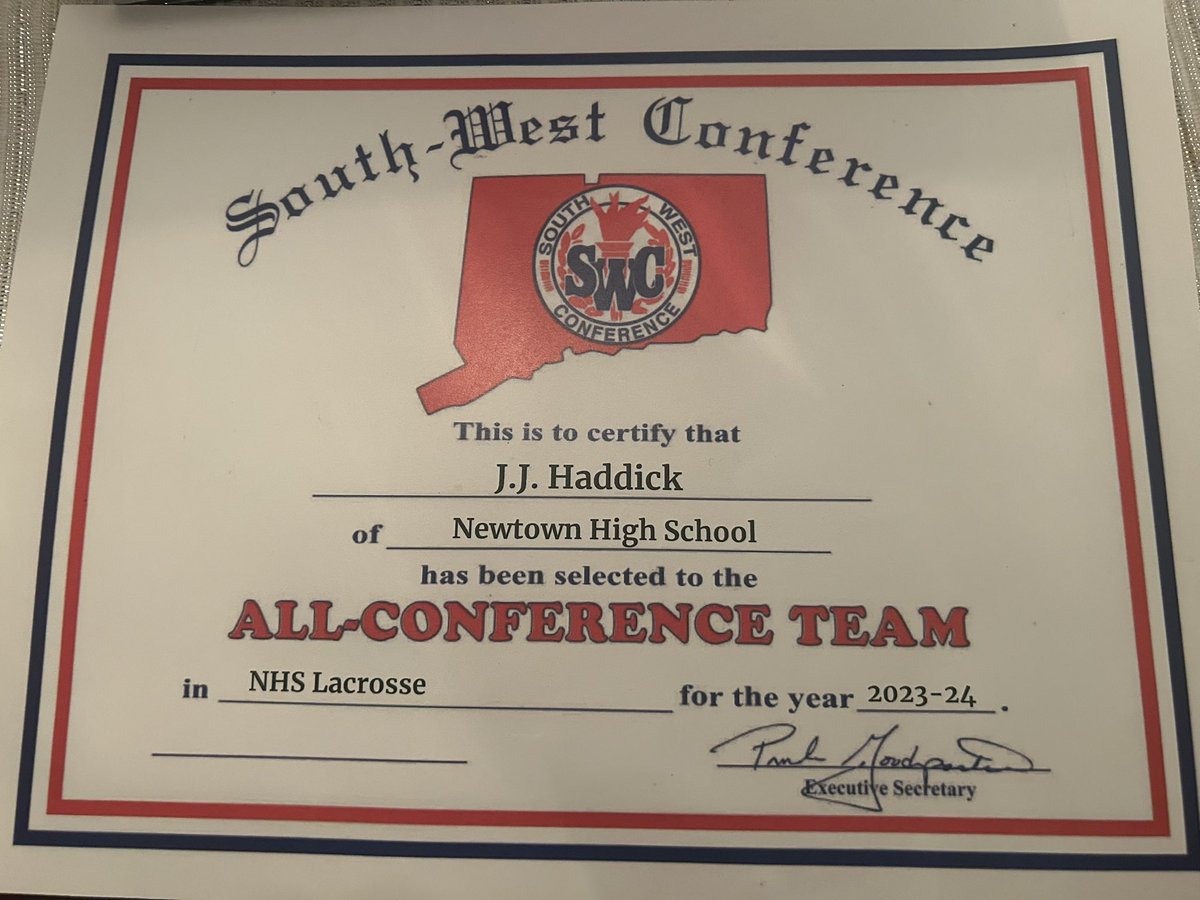 South-West Conference
SOUTH WEST
SWC
CONFERENCE
This is to certify that
J.J. Haddick
of Newtown High School
has been selected to the
ALL-CONFERENCE TEAM
in NHS Lacrosse for the year 2023-24.
Executive Secretary